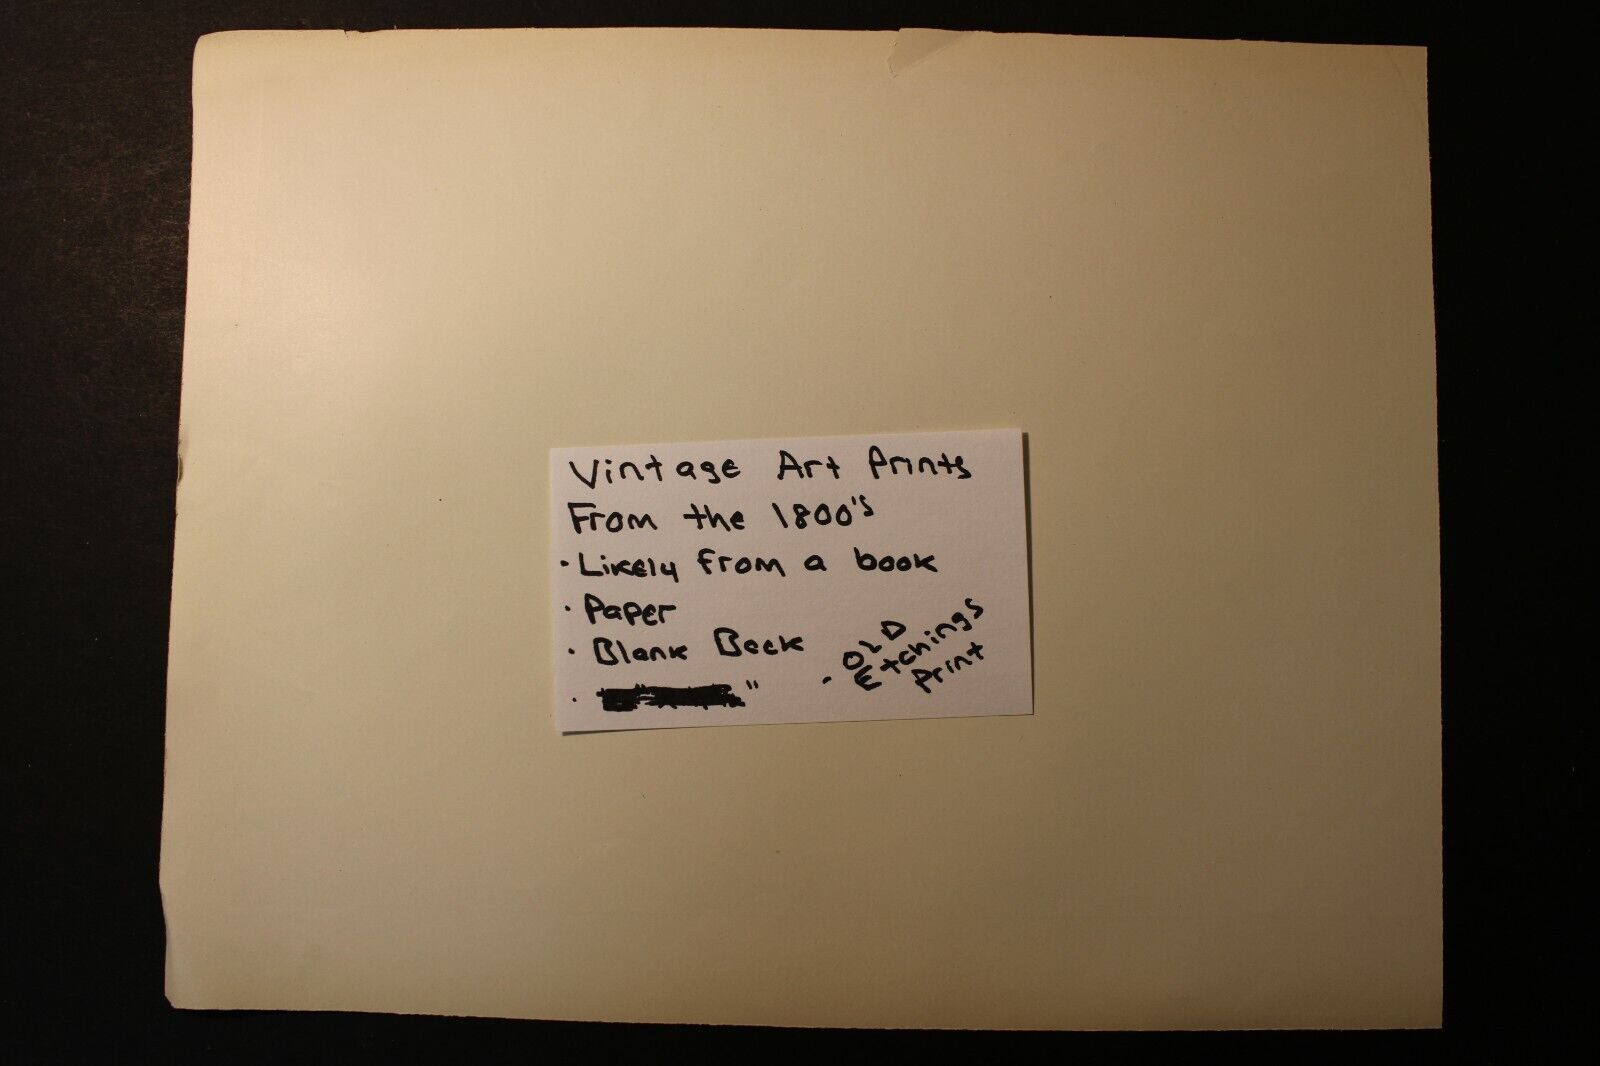 Vintage Art Prints
From the 1800's
· Likely from a book
· Paper
· Blank Back
· "
· OLD
Etchings
Print